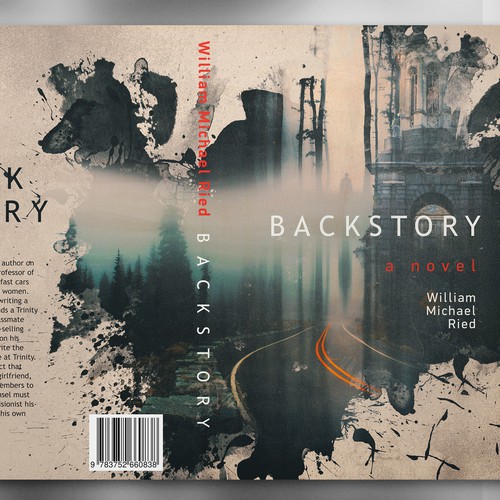 K
RY
author on
rofessor of
fast cars
women.
writing a
ds a Trinity
ssmate
-selling
on his
rite the
e at Trinity.
ct that
girlfriend,
embers to
nsel must
isionist his-
his own
9 783752 660838
William Michael Ried
BACKSTORY
BACKSTORY
a novel
William
Michael
Ried